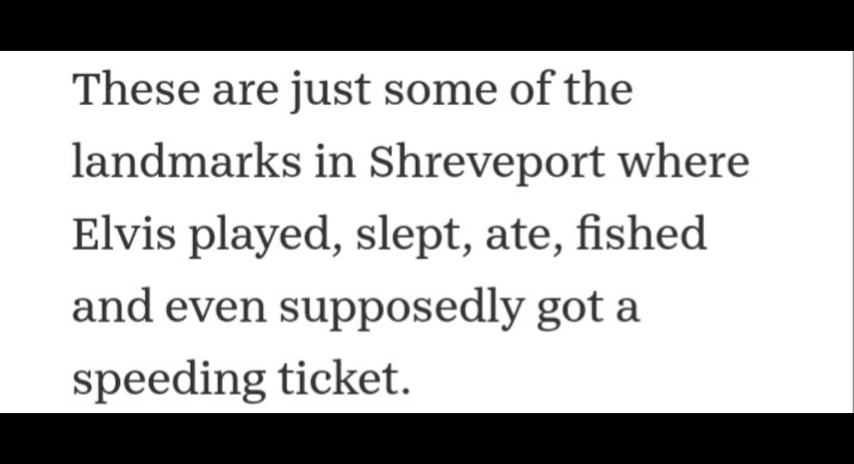 These are just some of the
landmarks in Shreveport where
Elvis played, slept, ate, fished
and even supposedly got a
speeding ticket.